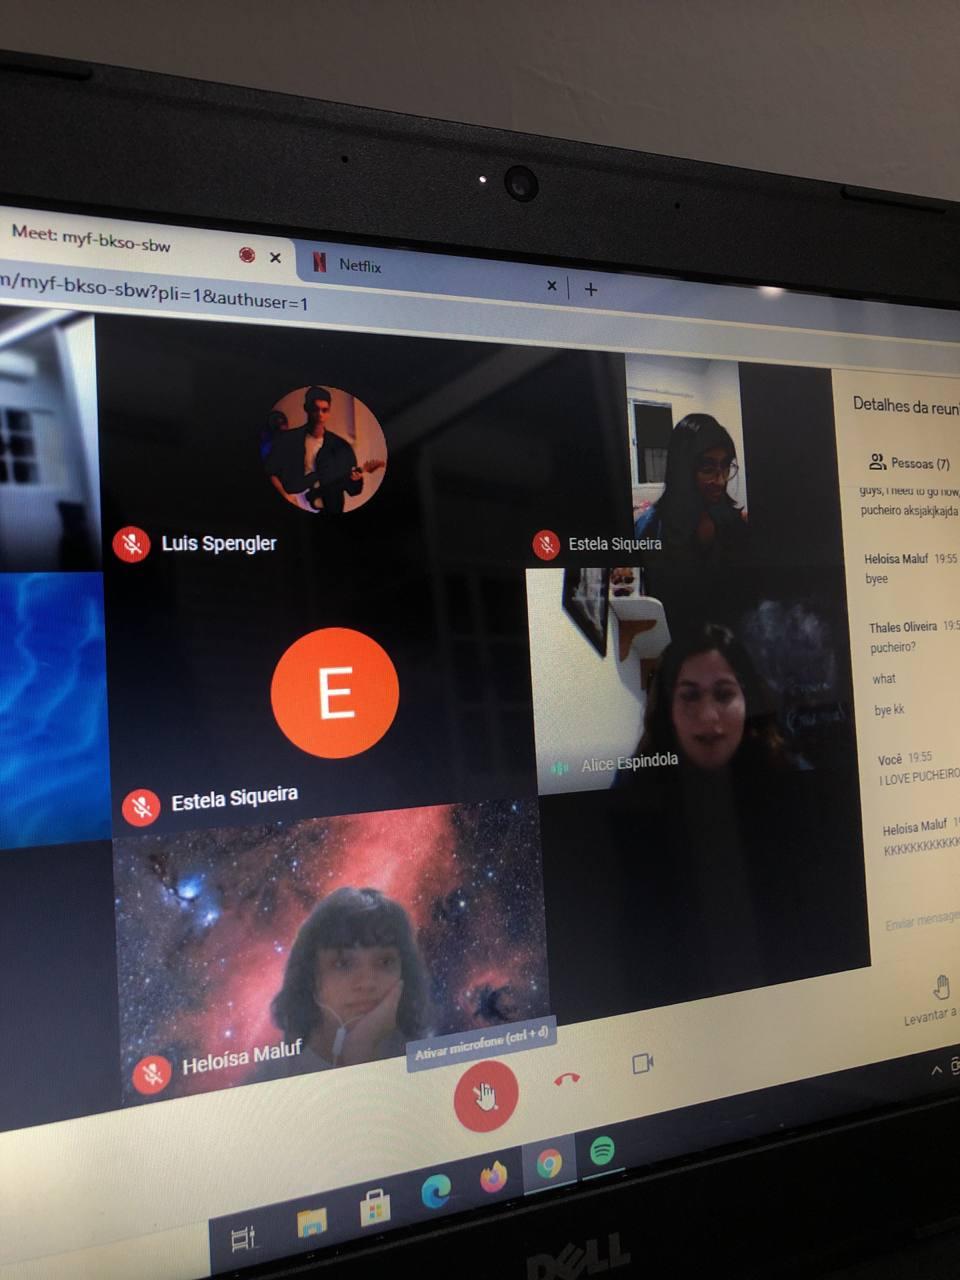 Meet: myf-bkso-sbw
Netflix
m/myf-bkso-sbw?pli=1&authuser=1
Luis Spengler
Estela Siqueira
E
Estela Siqueira
Alice Espindola
Heloísa Maluf
Ativar microfone (ctrl + d)
Detalhes da reun
Pessoas (7)
guys, i need to go now,
pucheiro aksjakjkajda
Heloísa Maluf 19:55
byee
Thales Oliveira 19:5
pucheiro?
what
bye kk
Você 19:55
I LOVE PUCHEIRO
Heloísa Maluf 1
KKKKKKKKKKKK
Enviar mensage
Levantar a
DELL